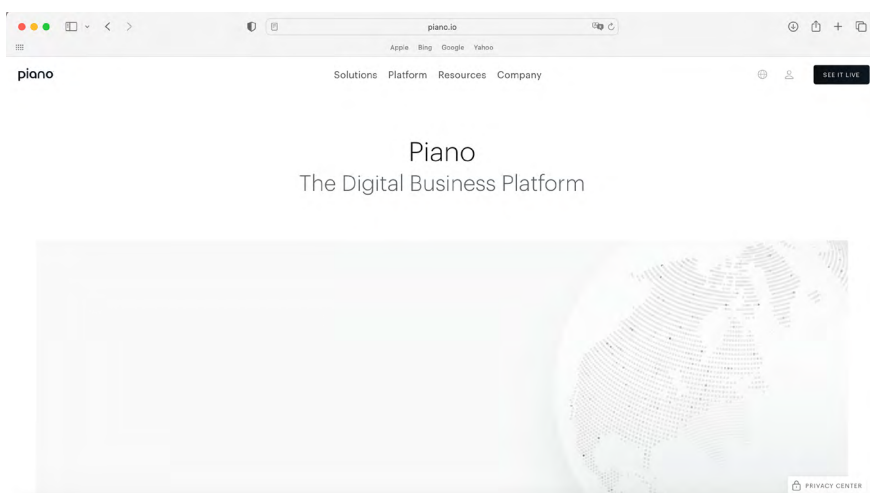 piano.io
Apple Bing Google Yahoo
piano
Solutions Platform Resources Company
SEE IT LIVE
Piano
The Digital Business Platform
PRIVACY CENTER